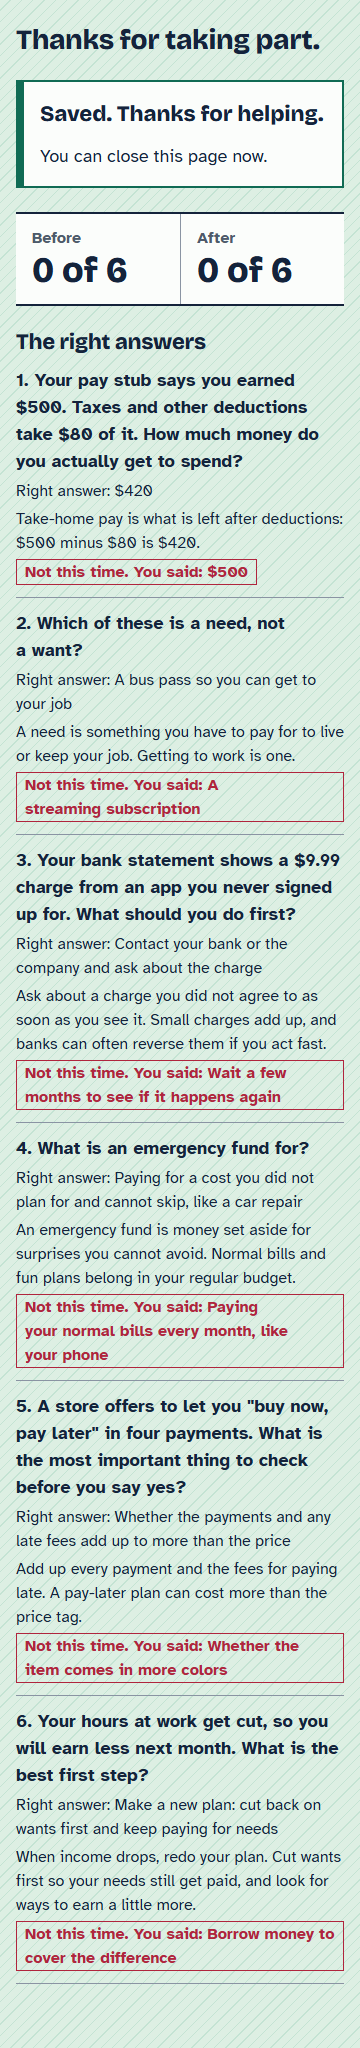 Thanks for taking part.
Saved. Thanks for helping.
You can close this page now.
Before
0 of 6
After
0 of 6
The right answers
1. Your pay stub says you earned
$500. Taxes and other deductions
take $80 of it. How much money do
you actually get to spend?
Right answer: $420
Take-home pay is what is left after deductions:
$500 minus $80 is $420.
Not this time. You said: $500
2. Which of these is a need, not
a want?
Right answer: A bus pass so you can get to
your job
A need is something you have to pay for to live
or keep your job. Getting to work is one.
Not this time. You said: A
streaming subscription
3. Your bank statement shows a $9.99
charge from an app you never signed
up for. What should you do first?
Right answer: Contact your bank or the
company and ask about the charge
Ask about a charge you did not agree to as
soon as you see it. Small charges add up, and
banks can often reverse them if you act fast.
Not this time. You said: Wait a few
months to see if it happens again
4. What is an emergency fund for?
Right answer: Paying for a cost you did not
plan for and cannot skip, like a car repair
An emergency fund is money set aside for
surprises you cannot avoid. Normal bills and
fun plans belong in your regular budget.
Not this time. You said: Paying
your normal bills every month, like
your phone
5. A store offers to let you "buy now,
pay later" in four payments. What is
the most important thing to check
before you say yes?
Right answer: Whether the payments and any
late fees add up to more than the price
Add up every payment and the fees for paying
late. A pay-later plan can cost more than the
price tag.
Not this time. You said: Whether the
item comes in more colors
6. Your hours at work get cut, so you
will earn less next month. What is the
best first step?
Right answer: Make a new plan: cut back on
wants first and keep paying for needs
When income drops, redo your plan. Cut wants
first so your needs still get paid, and look for
ways to earn a little more.
Not this time. You said: Borrow money to
cover the difference